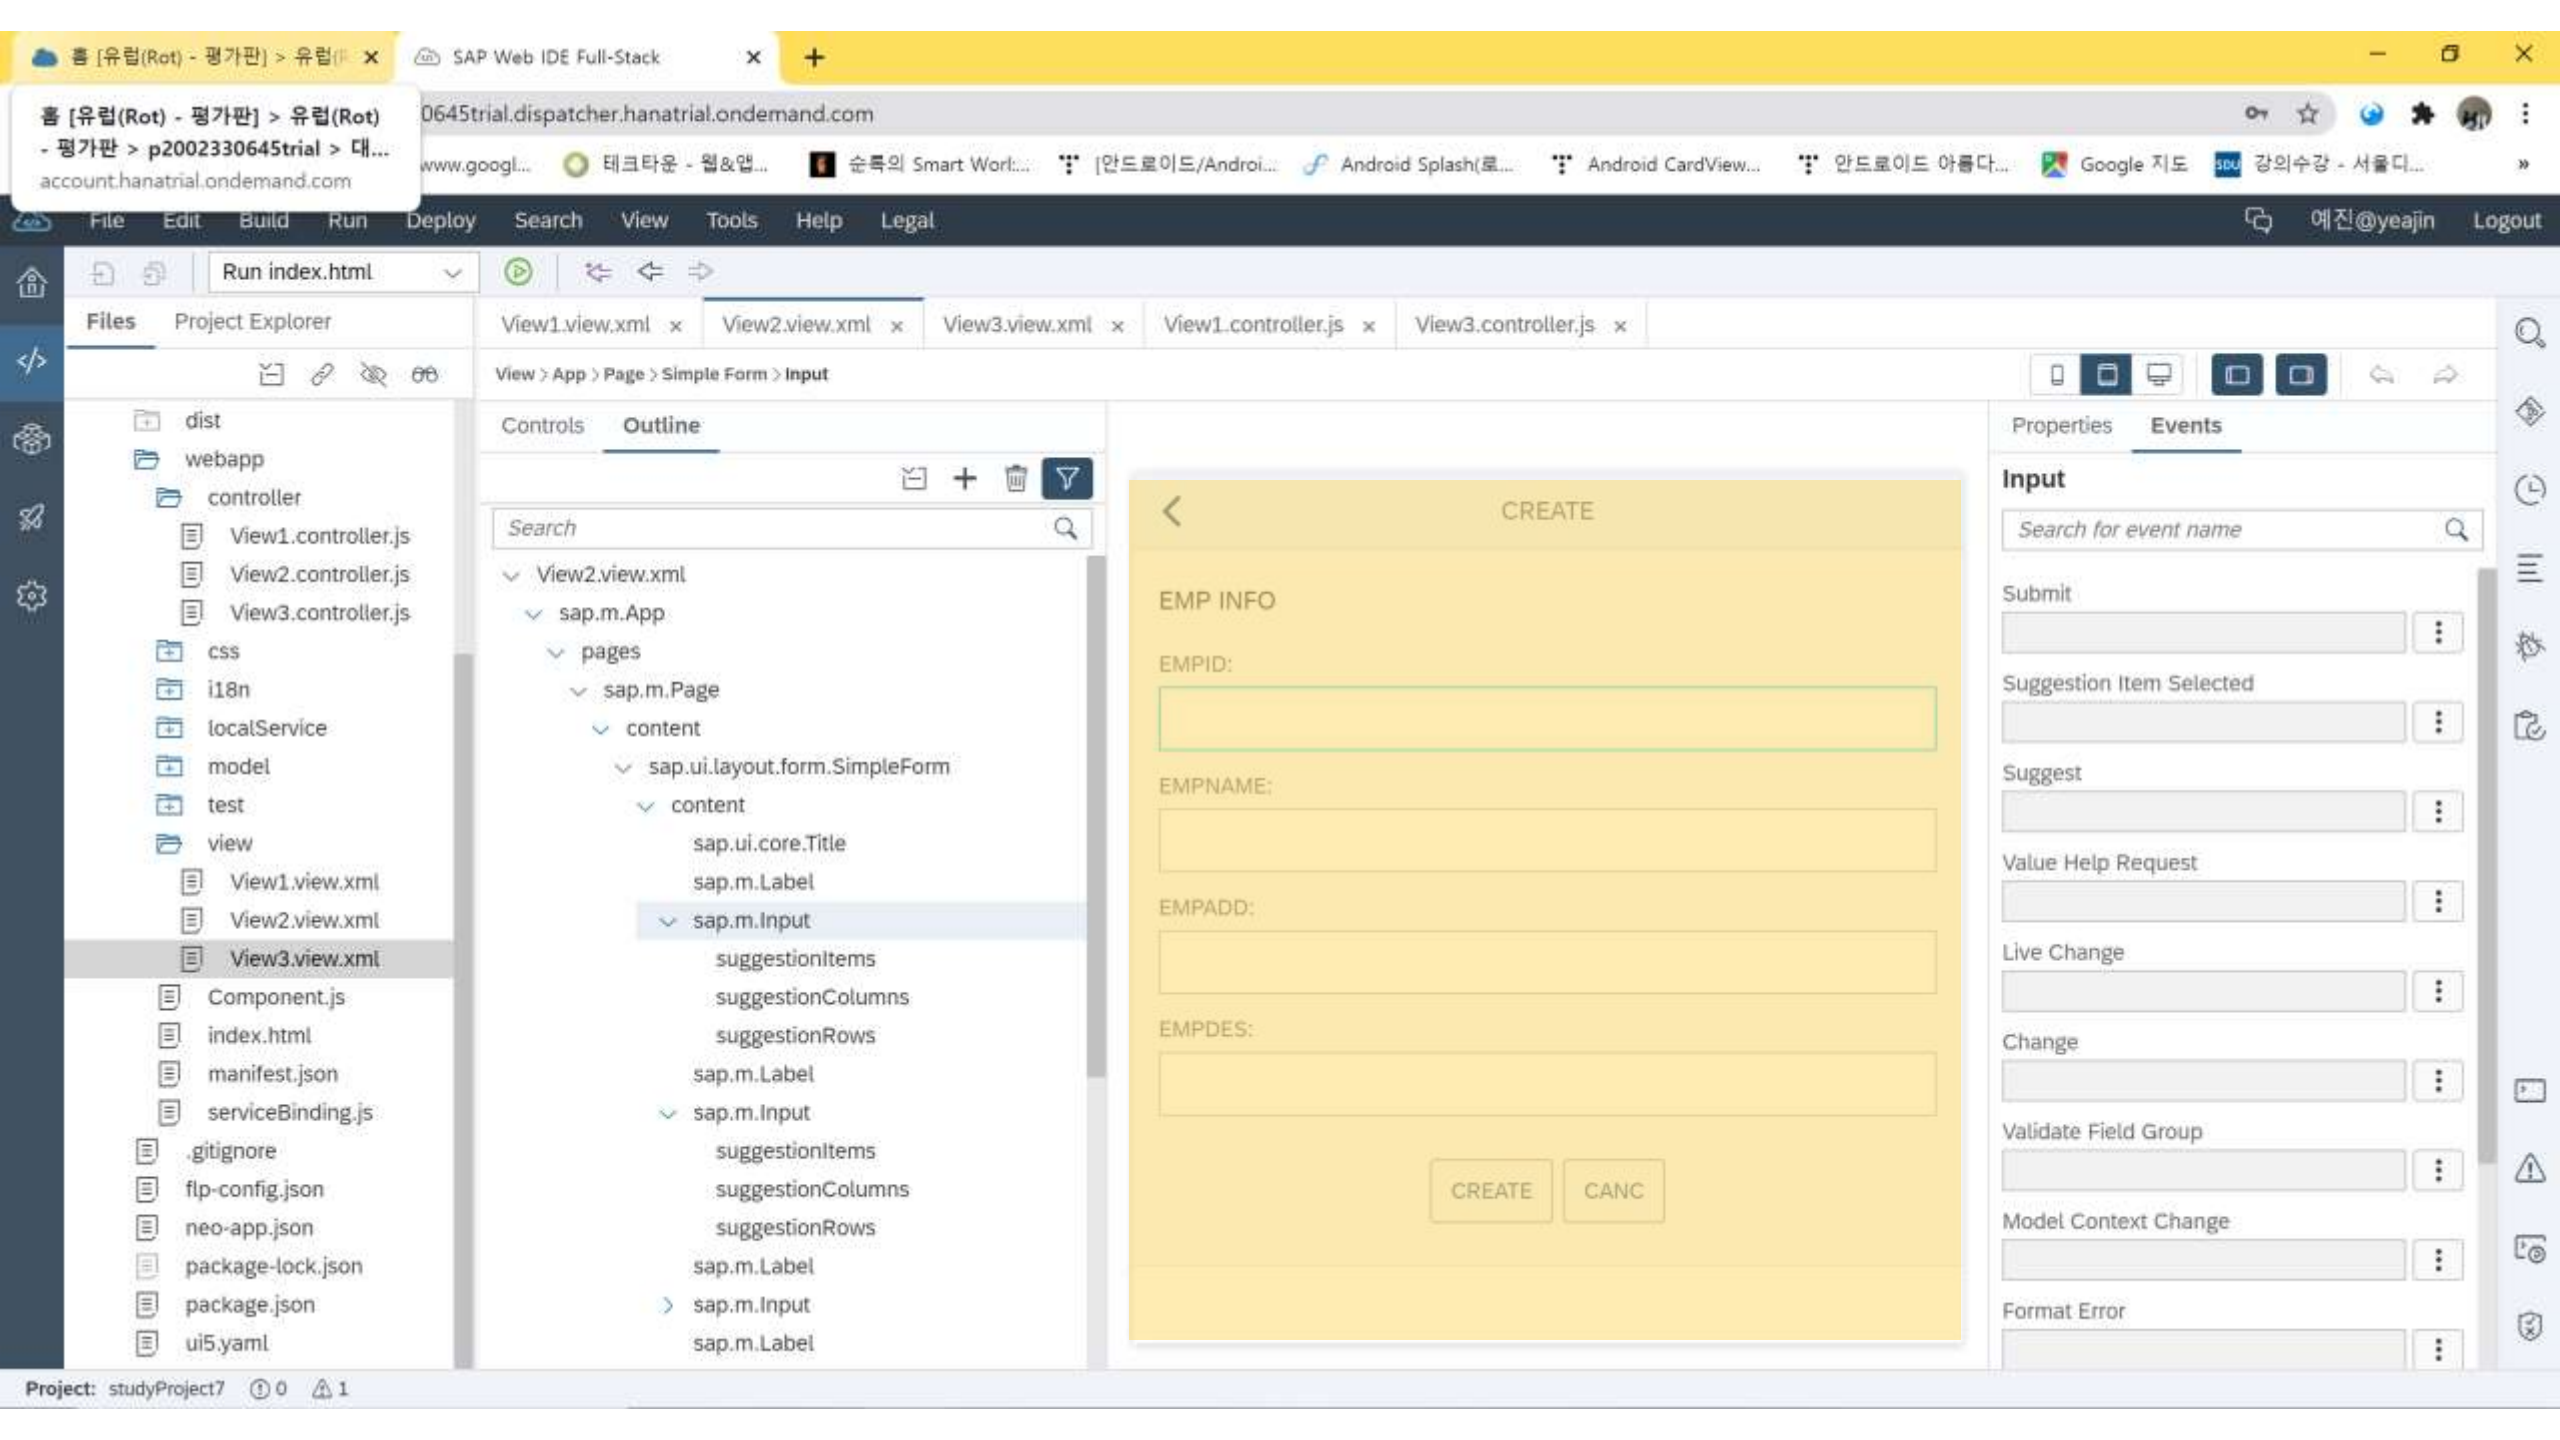 홈 [유럽(Rot) - 평가판] > 유럽(
SAP Web IDE Full-Stack
홈 [유럽(Rot) - 평가판] > 유럽(Rot)
- 평가판 > p2002330645trial > 대...
account.hanatrial.ondemand.com
0645trial.dispatcher.hanatrial.ondemand.com
www.googl...
테크타운 - 웹&앱...
순록의 Smart Worl:...
[안드로이드/Androi...
Android Splash(로...
Android CardView...
안드로이드 아름다...
Google 지도
SDU 강의수강 - 서울디...
»
File Edit Build Run Deploy Search View Tools Help Legal
예진@yeajin Logout
Run index.html
Files Project Explorer
View1.view.xml × View2.view.xml × View3.view.xml × View1.controller.js × View3.controller.js ×
View > App > Page > Simple Form > Input
dist
webapp
controller
View1.controller.js
View2.controller.js
View3.controller.js
css
i18n
localService
model
test
view
View1.view.xml
View2.view.xml
View3.view.xml
Component.js
index.html
manifest.json
serviceBinding.js
.gitignore
flp-config.json
neo-app.json
package-lock.json
package.json
ui5.yaml
Controls Outline
Search
View2.view.xml
sap.m.App
pages
sap.m.Page
content
sap.ui.layout.form.SimpleForm
content
sap.ui.core.Title
sap.m.Label
sap.m.Input
suggestionItems
suggestionColumns
suggestionRows
sap.m.Label
sap.m.Input
suggestionItems
suggestionColumns
suggestionRows
sap.m.Label
sap.m.Input
sap.m.Label
CREATE
EMP INFO
EMPID:
EMPNAME:
EMPADD:
EMPDES:
CREATE CANC
Properties Events
Input
Search for event name
Submit
Suggestion Item Selected
Suggest
Value Help Request
Live Change
Change
Validate Field Group
Model Context Change
Format Error
Project: studyProject7 0 1